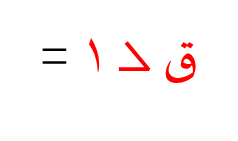 ق ∠ ١ =